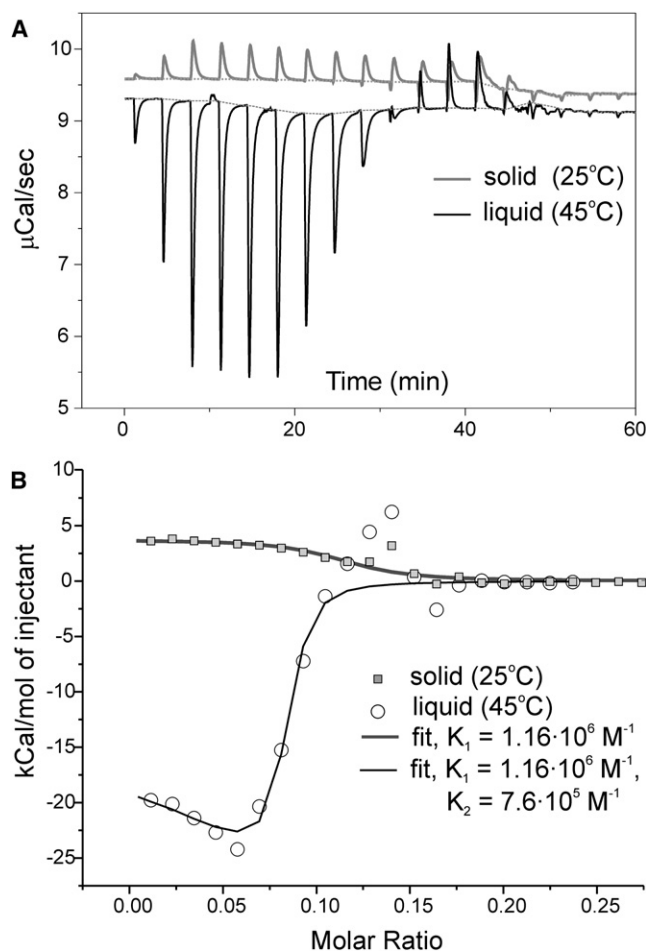 A
10
9
8
7
6
5
μCal/sec
solid (25°C)
liquid (45°C)
Time (min)
0 20 40 60
B
10
5
0
-5
-10
-15
-20
-25
kCal/mol of injectant
solid (25°C)
liquid (45°C)
fit, K₁ = 1.16·10⁶ M⁻¹
fit, K₁ = 1.16·10⁶ M⁻¹,
K₂ = 7.6·10⁵ M⁻¹
0.00 0.05 0.10 0.15 0.20 0.25
Molar Ratio